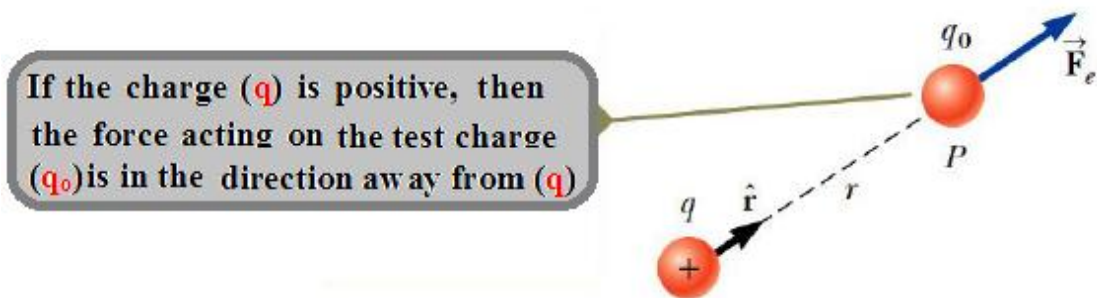 If the charge (q) is positive, then
the force acting on the test charge
(qₒ)is in the direction away from (q)
q₀
F⃗ₑ
P
r
r̂
q
+